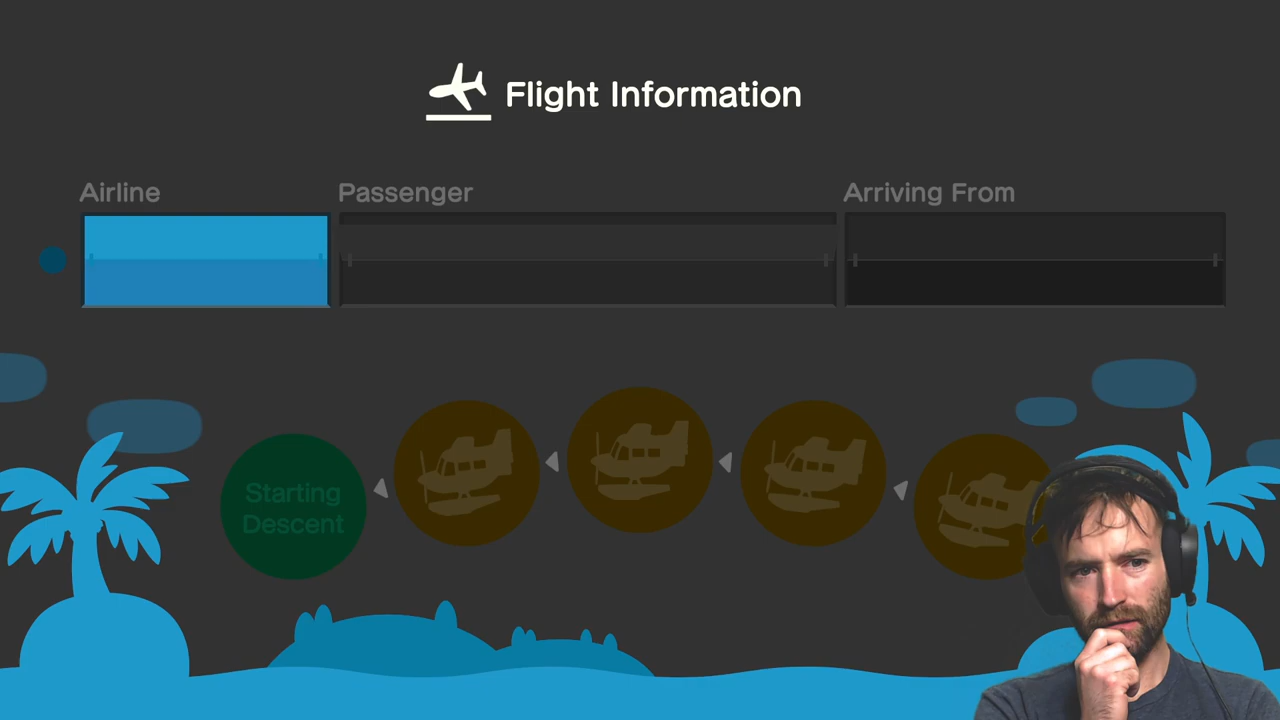 Flight Information
Airline
Passenger
Arriving From
Starting
Descent